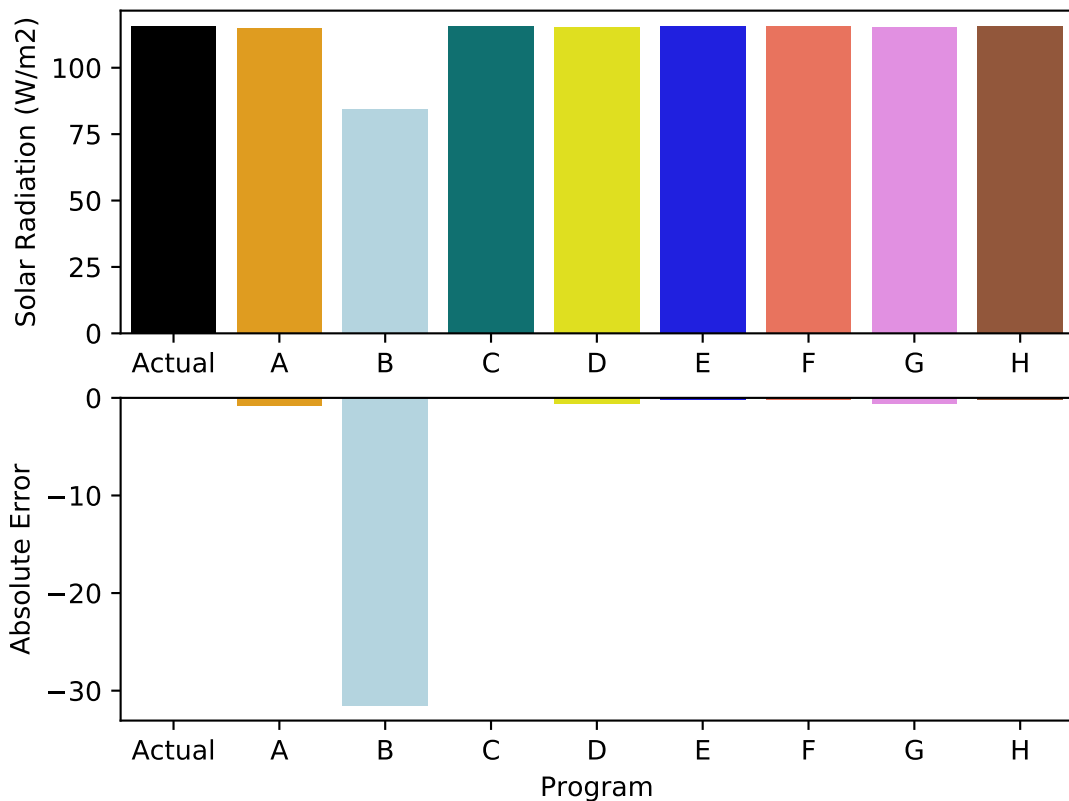 Solar Radiation (W/m2)
100
75
50
25
0
Actual A B C D E F G H
Absolute Error
0
−10
−20
−30
Actual A B C D E F G H
Program